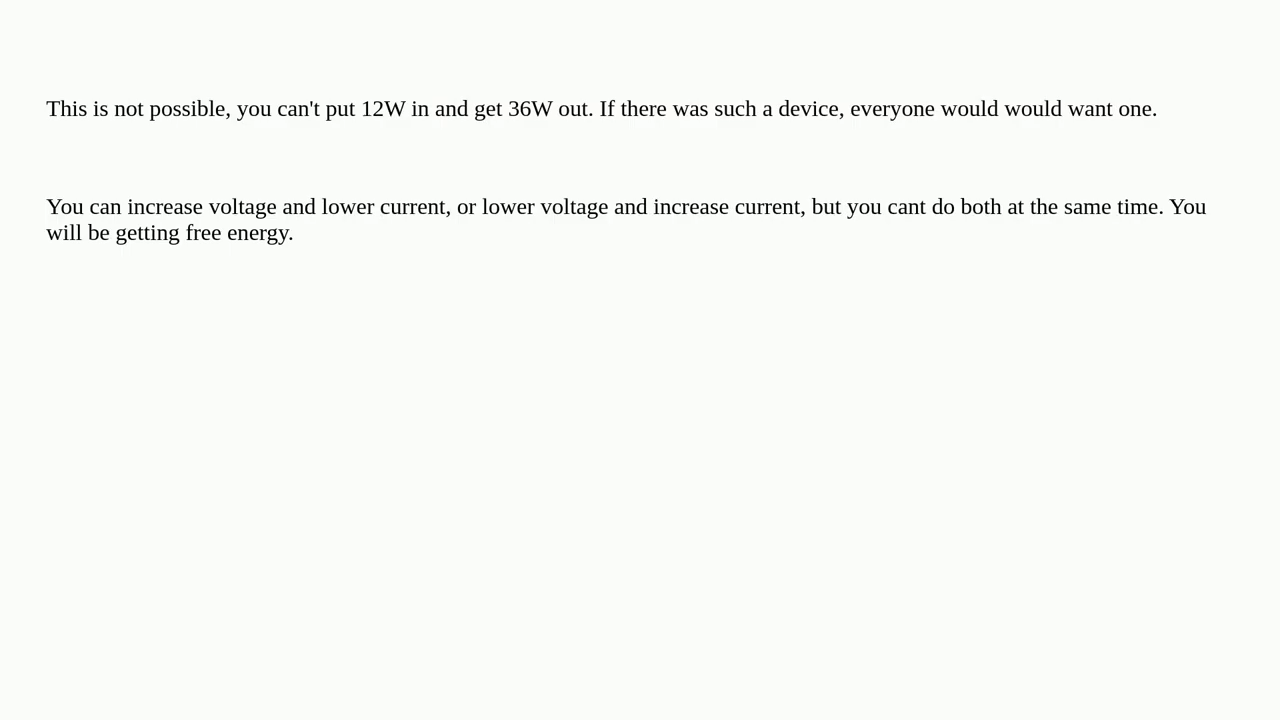 This is not possible, you can't put 12W in and get 36W out. If there was such a device, everyone would would want one.
You can increase voltage and lower current, or lower voltage and increase current, but you cant do both at the same time. You
will be getting free energy.